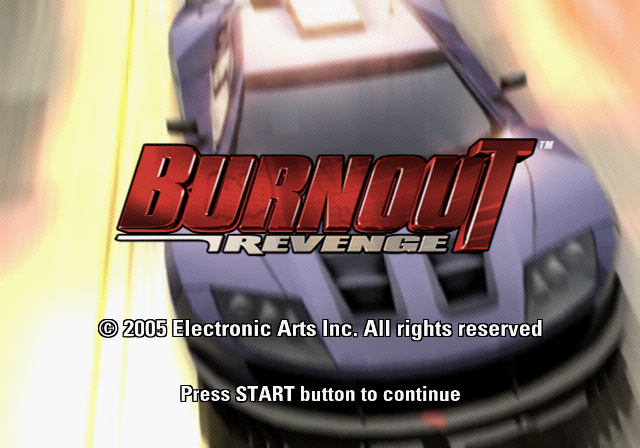 BURNOUT™
REVENGE
© 2005 Electronic Arts Inc. All rights reserved
Press START button to continue